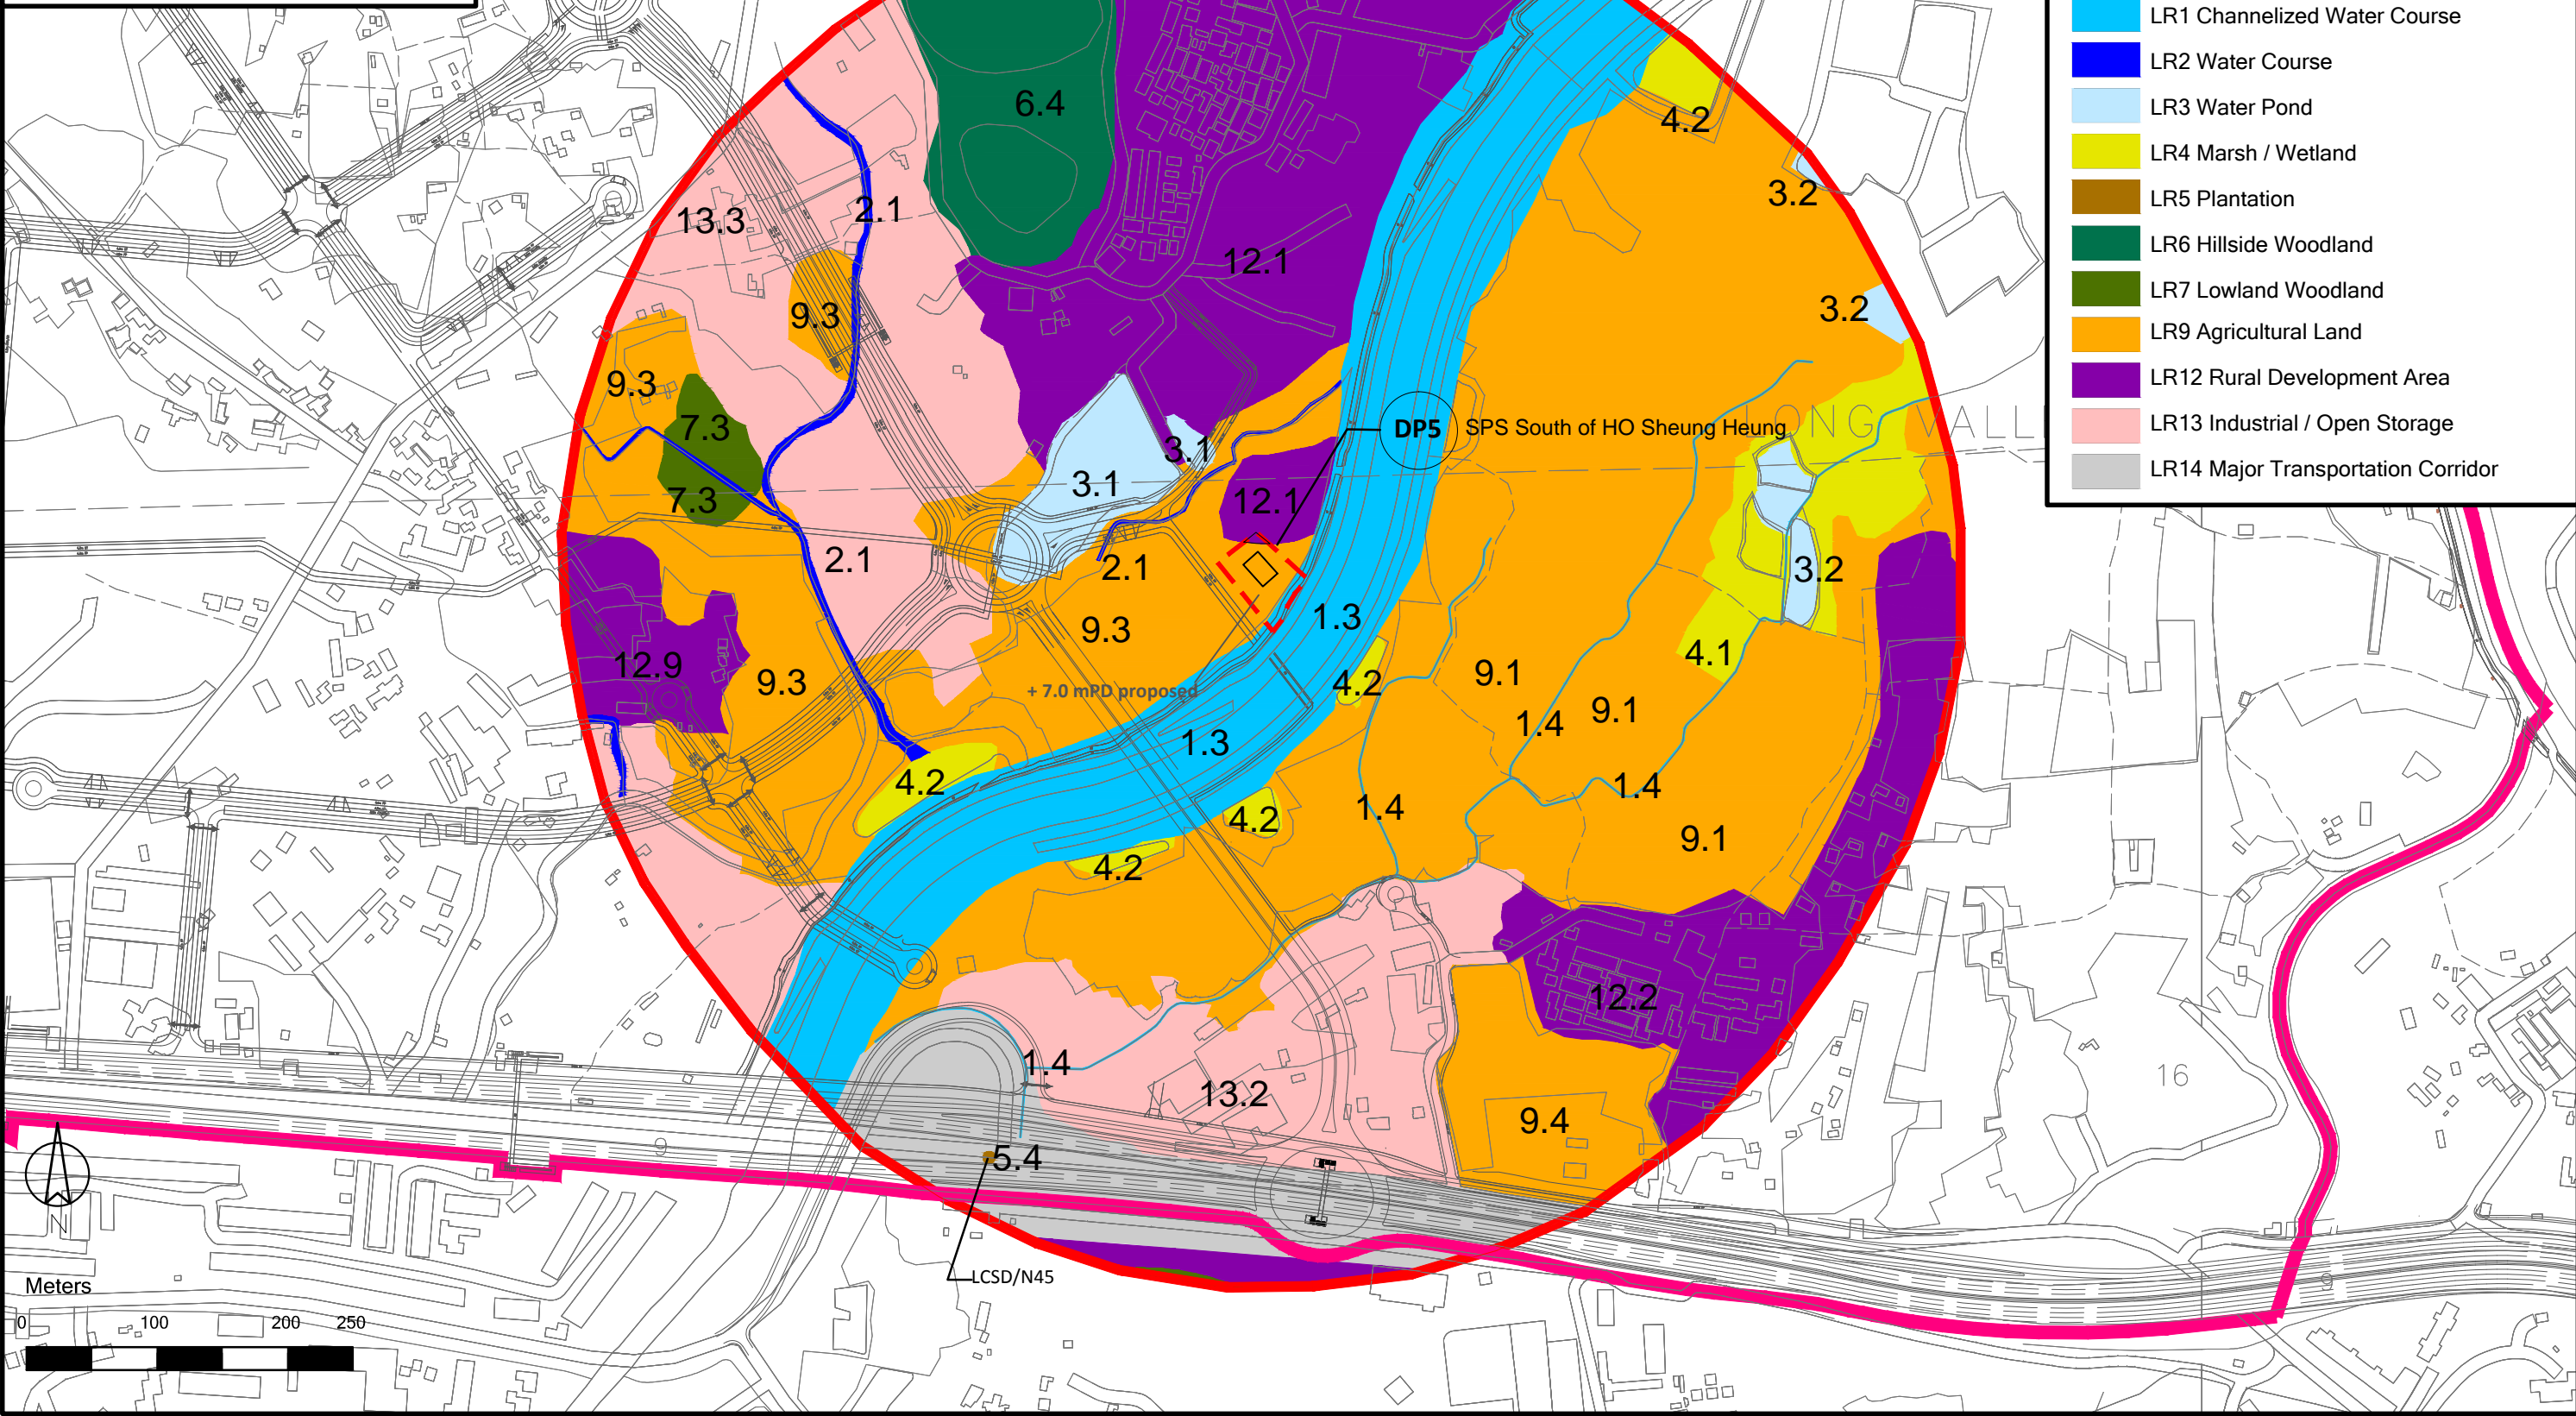 LR1 Channelized Water Course
LR2 Water Course
LR3 Water Pond
LR4 Marsh / Wetland
LR5 Plantation
LR6 Hillside Woodland
LR7 Lowland Woodland
LR9 Agricultural Land
LR12 Rural Development Area
LR13 Industrial / Open Storage
LR14 Major Transportation Corridor
6.4
4.2
3.2
13.3
2.1
12.1
9.3
3.2
9.3
7.3
DP5 SPS South of HO Sheung Heung
LONG VALL
3.1
3.1
7.3
12.1
2.1
2.1
3.2
1.3
9.3
12.9
9.3
4.2
9.1
4.1
+ 7.0 mPD proposed
1.4
9.1
1.3
4.2
1.4
1.4
4.2
9.1
4.2
12.2
1.4
13.2
16
9.4
9
5.4
N
LCSD/N45
9
Meters
0 100 200 250